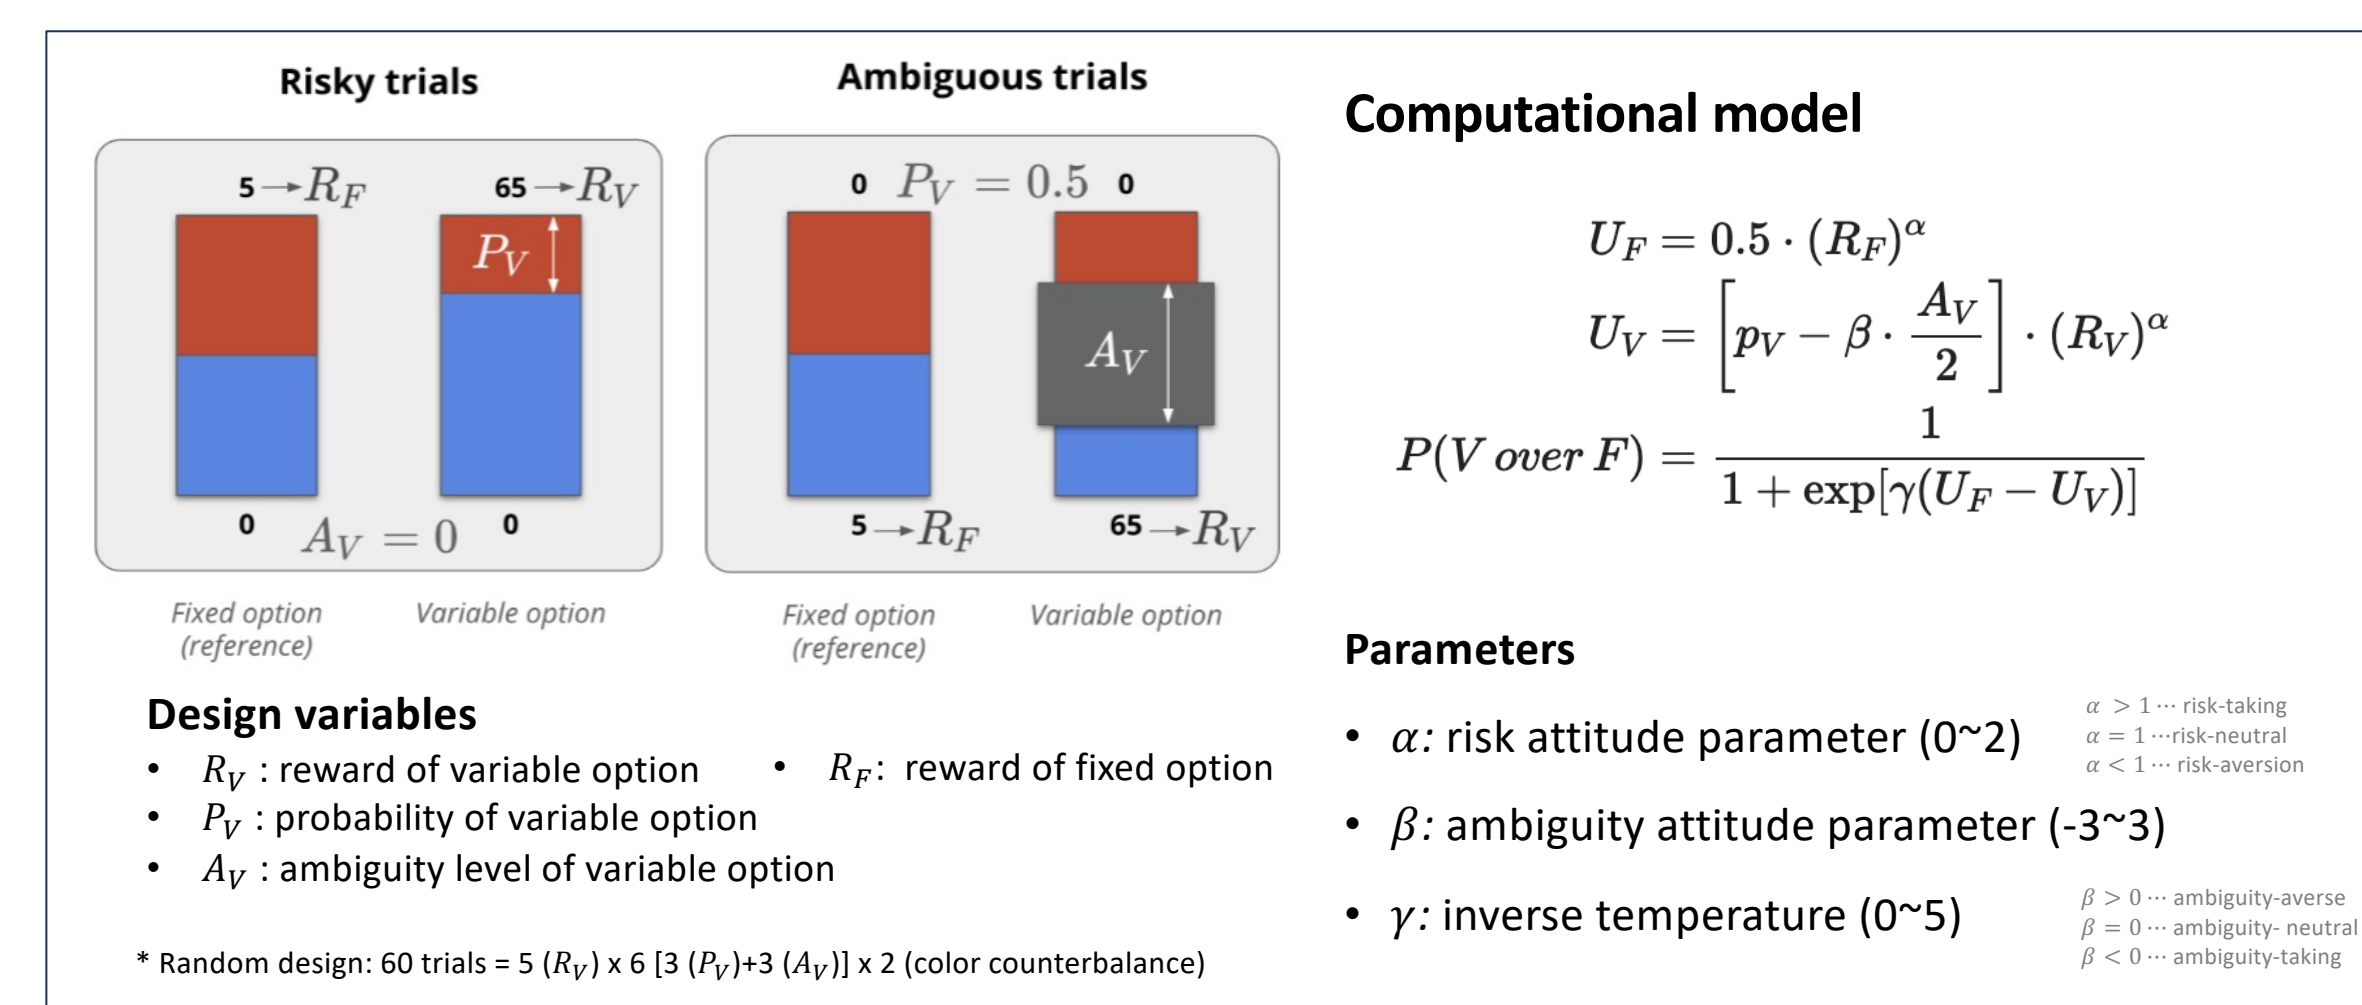 Risky trials
5 → R_F
65 → R_V
P_V
0
A_V = 0
0
Fixed option
(reference)
Variable option
Ambiguous trials
0
P_V = 0.5
0
A_V
5 → R_F
65 → R_V
Fixed option
(reference)
Variable option
Design variables
• R_V : reward of variable option
• R_F: reward of fixed option
• P_V : probability of variable option
• A_V : ambiguity level of variable option
* Random design: 60 trials = 5 (R_V) x 6 [3 (P_V)+3 (A_V)] x 2 (color counterbalance)
Computational model
U_F = 0.5 · (R_F)^α
U_V = [p_V − β · A_V/2] · (R_V)^α
P(V over F) = 1/(1 + exp[γ(U_F − U_V)])
Parameters
• α: risk attitude parameter (0~2)
α > 1 ⋯ risk-taking
α = 1 ⋯risk-neutral
α < 1 ⋯ risk-aversion
• β: ambiguity attitude parameter (-3~3)
• γ: inverse temperature (0~5)
β > 0 ⋯ ambiguity-averse
β = 0 ⋯ ambiguity- neutral
β < 0 ⋯ ambiguity-taking